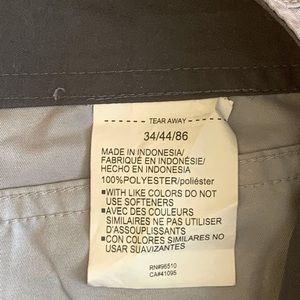 TEAR AWAY
34/44/86
MADE IN INDONESIA/
FABRIQUÉ EN INDONÉSIE/
HECHO EN INDONESIA
100%POLYESTER/poliéster
■WITH LIKE COLORS DO NOT
USE SOFTENERS
■AVEC DES COULEURS
SIMILAIRES NE PAS UTILISER
D'ASSOUPLISSANTS
■CON COLORES SIMILARES NO
USAR SUAVIZANTES
RN#96510
CA#41095